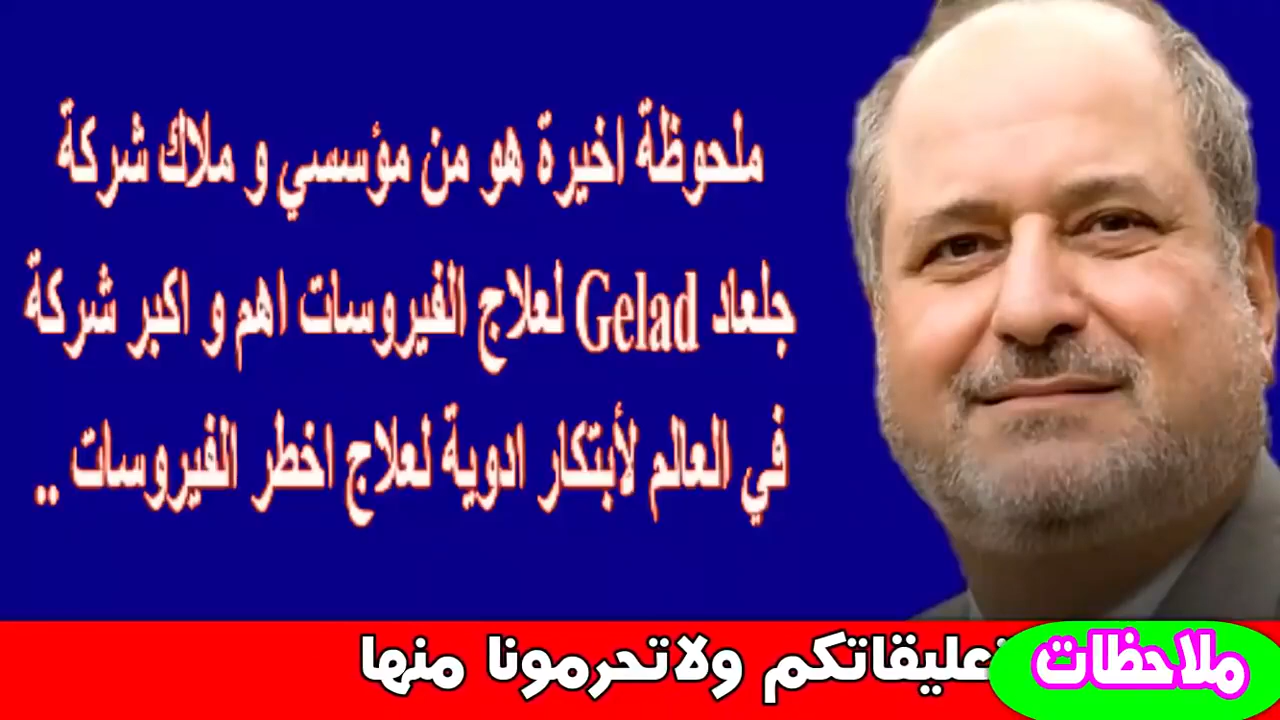 ملحوظة اخيرة هو من مؤسسي و ملاك شركة
جلعاد Gelad لعلاج الفيروسات اهم و اكبر شركة
في العالم لأبتكار ادوية لعلاج اخطر الفيروسات ..
ملاحظات
تعليقاتكم ولاتحرمونا منها